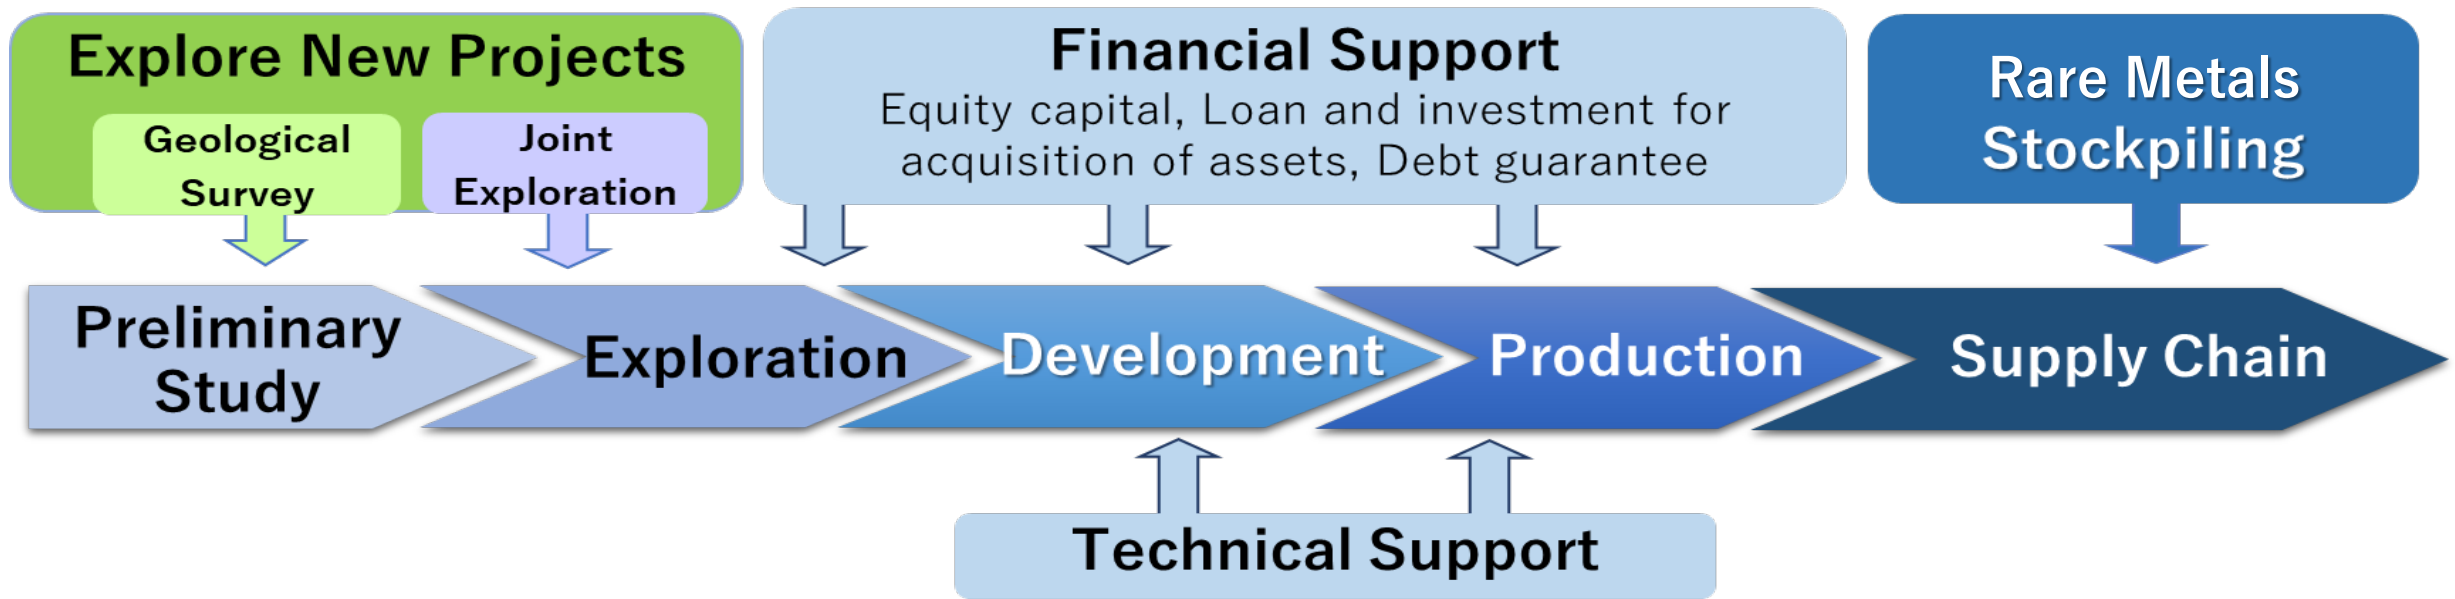 Explore New Projects
Geological
Survey
Joint
Exploration
Financial Support
Equity capital, Loan and investment for
acquisition of assets, Debt guarantee
Rare Metals
Stockpiling
Preliminary
Study
Exploration
Development
Production
Supply Chain
Technical Support